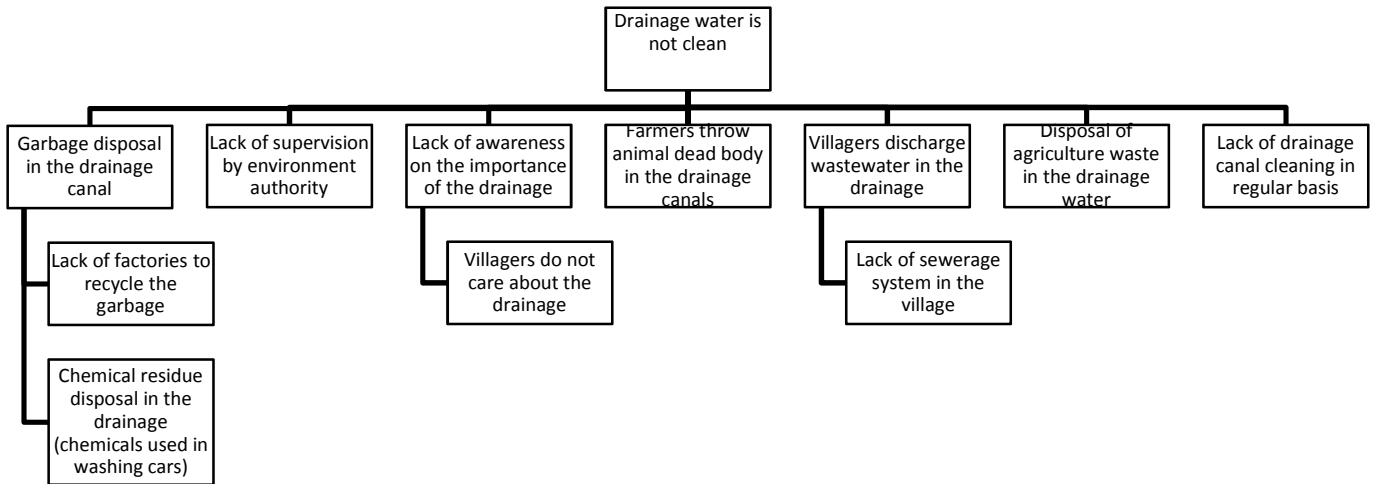 Drainage water is
not clean
Garbage disposal
in the drainage
canal
Lack of supervision
by environment
authority
Lack of awareness
on the importance
of the drainage
Farmers throw
animal dead body
in the drainage
canals
Villagers discharge
wastewater in the
drainage
Disposal of
agriculture waste
in the drainage
water
Lack of drainage
canal cleaning in
regular basis
Lack of factories to
recycle the
garbage
Villagers do not
care about the
drainage
Lack of sewerage
system in the
village
Chemical residue
disposal in the
drainage
(chemicals used in
washing cars)